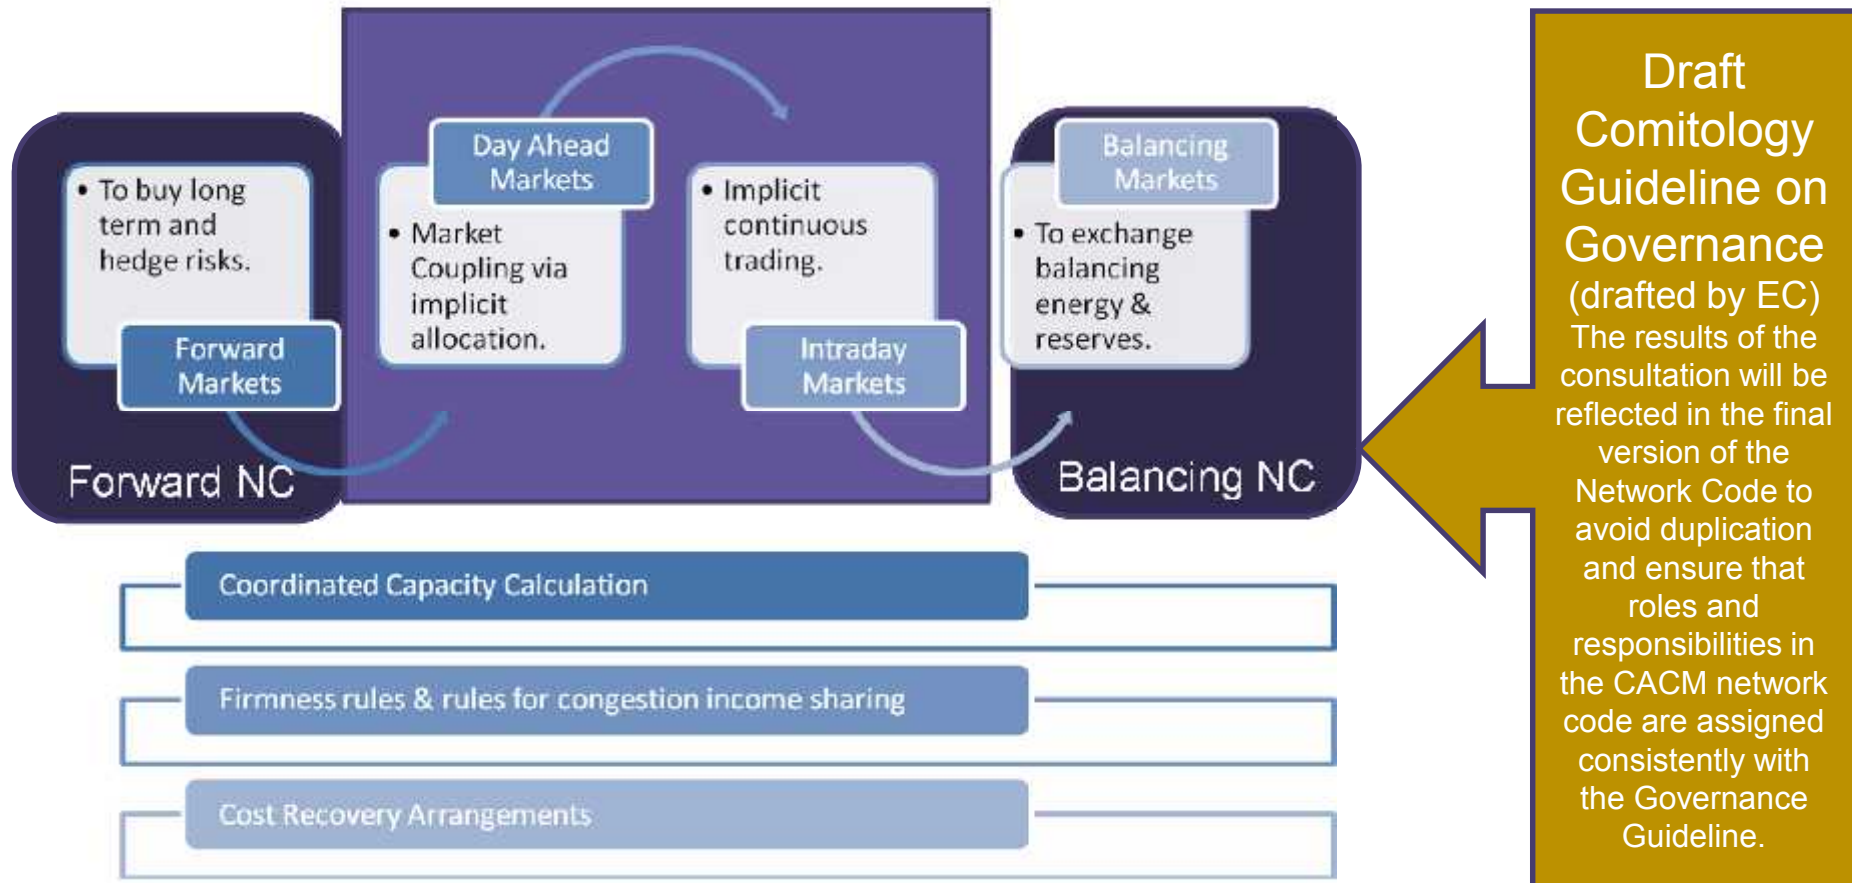 • To buy long
term and
hedge risks.
Forward
Markets
Forward NC
Day Ahead
Markets
• Market
Coupling via
implicit
allocation.
• Implicit
continuous
trading.
Intraday
Markets
Balancing
Markets
• To exchange
balancing
energy &
reserves.
Balancing NC
Coordinated Capacity Calculation
Firmness rules & rules for congestion income sharing
Cost Recovery Arrangements
Draft
Comitology
Guideline on
Governance
(drafted by EC)
The results of the
consultation will be
reflected in the final
version of the
Network Code to
avoid duplication
and ensure that
roles and
responsibilities in
the CACM network
code are assigned
consistently with
the Governance
Guideline.